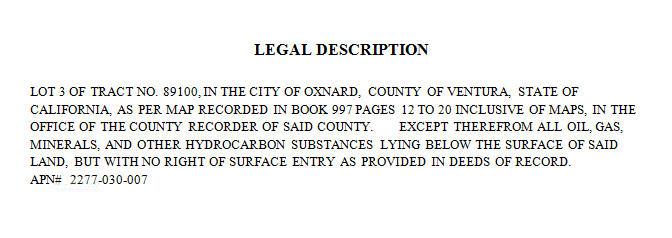 LEGAL DESCRIPTION
LOT 3 OF TRACT NO. 89100, IN THE CITY OF OXNARD, COUNTY OF VENTURA, STATE OF
CALIFORNIA, AS PER MAP RECORDED IN BOOK 997 PAGES 12 TO 20 INCLUSIVE OF MAPS, IN THE
OFFICE OF THE COUNTY RECORDER OF SAID COUNTY. EXCEPT THEREFROM ALL OIL, GAS,
MINERALS, AND OTHER HYDROCARBON SUBSTANCES LYING BELOW THE SURFACE OF SAID
LAND, BUT WITH NO RIGHT OF SURFACE ENTRY AS PROVIDED IN DEEDS OF RECORD.
APN# 2277-030-007